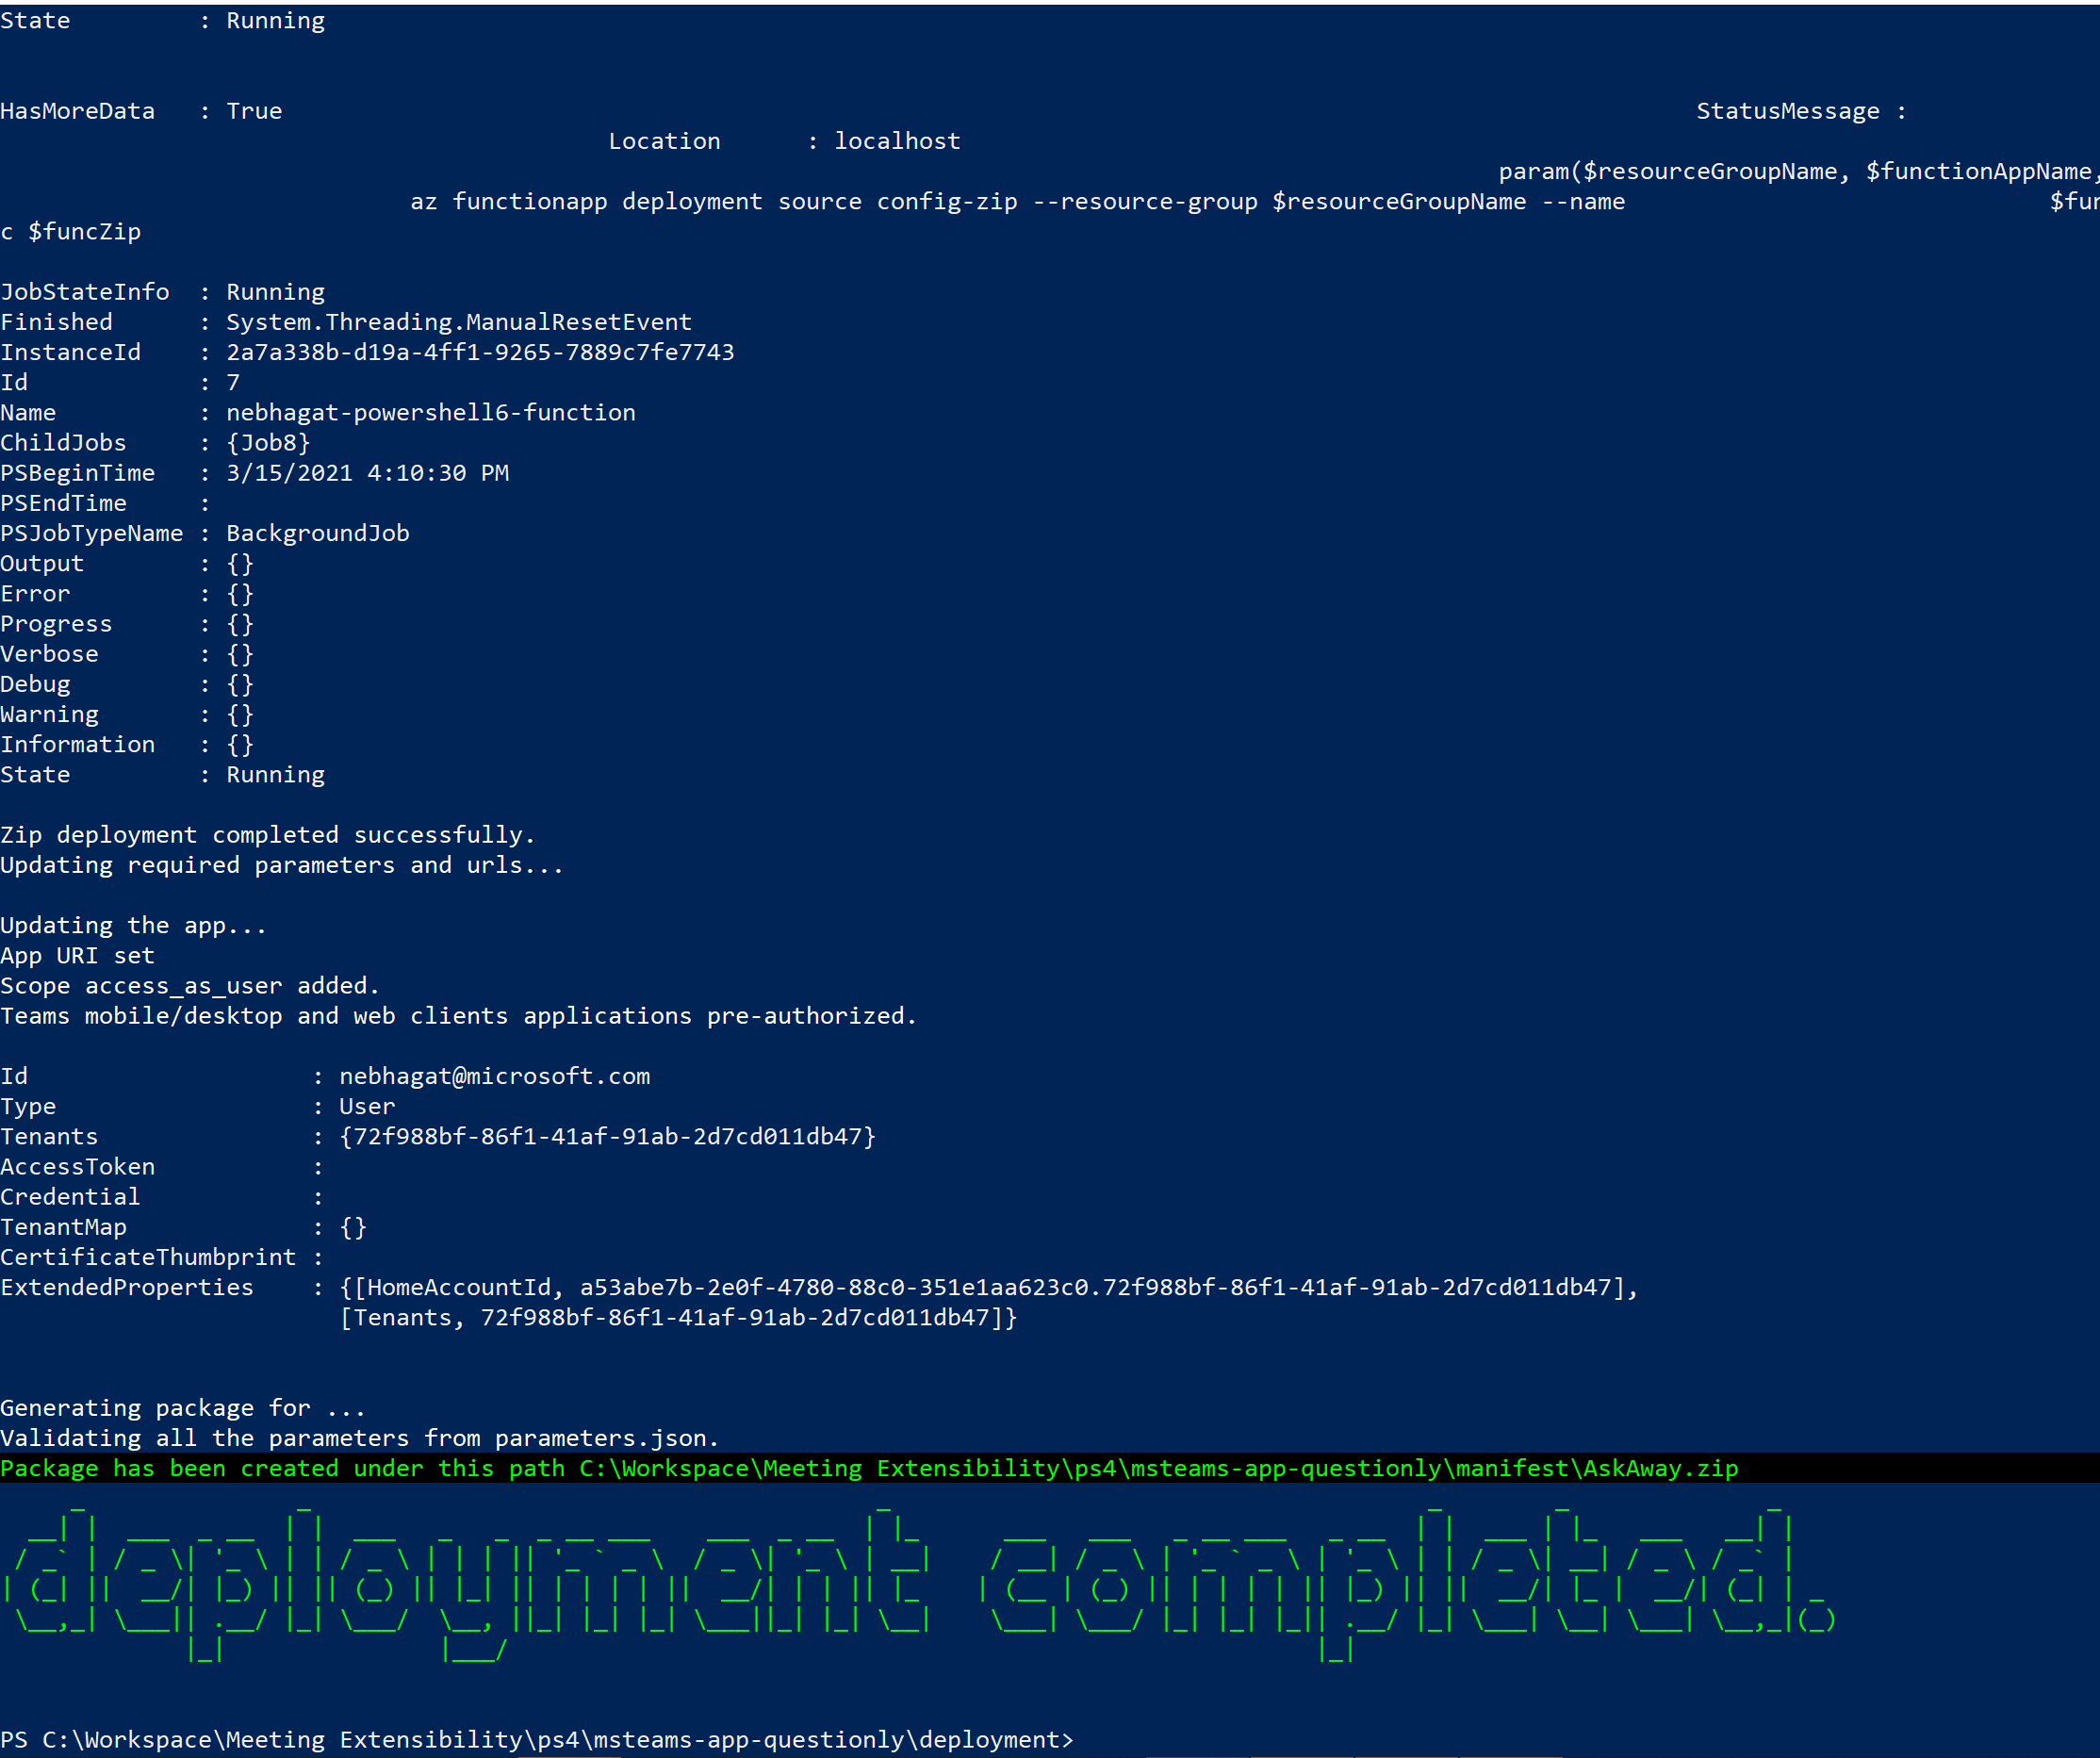 State         : Running
HasMoreData   : True                                                                                                    StatusMessage :
                                           Location      : localhost
                                                                                                          param($resourceGroupName, $functionAppName,
                             az functionapp deployment source config-zip --resource-group $resourceGroupName --name                              $fun
c $funcZip
JobStateInfo  : Running
Finished      : System.Threading.ManualResetEvent
InstanceId    : 2a7a338b-d19a-4ff1-9265-7889c7fe7743
Id            : 7
Name          : nebhagat-powershell6-function
ChildJobs     : {Job8}
PSBeginTime   : 3/15/2021 4:10:30 PM
PSEndTime     :
PSJobTypeName : BackgroundJob
Output        : {}
Error         : {}
Progress      : {}
Verbose       : {}
Debug         : {}
Warning       : {}
Information   : {}
State         : Running
Zip deployment completed successfully.
Updating required parameters and urls...
Updating the app...
App URI set
Scope access_as_user added.
Teams mobile/desktop and web clients applications pre-authorized.
Id                    : nebhagat@microsoft.com
Type                  : User
Tenants               : {72f988bf-86f1-41af-91ab-2d7cd011db47}
AccessToken           :
Credential            :
TenantMap             : {}
CertificateThumbprint :
ExtendedProperties    : {[HomeAccountId, a53abe7b-2e0f-4780-88c0-351e1aa623c0.72f988bf-86f1-41af-91ab-2d7cd011db47],
                        [Tenants, 72f988bf-86f1-41af-91ab-2d7cd011db47]}
Generating package for ...
Validating all the parameters from parameters.json.
Package has been created under this path C:\Workspace\Meeting Extensibility\ps4\msteams-app-questionly\manifest\AskAway.zip
deployment completed.
PS C:\Workspace\Meeting Extensibility\ps4\msteams-app-questionly\deployment>